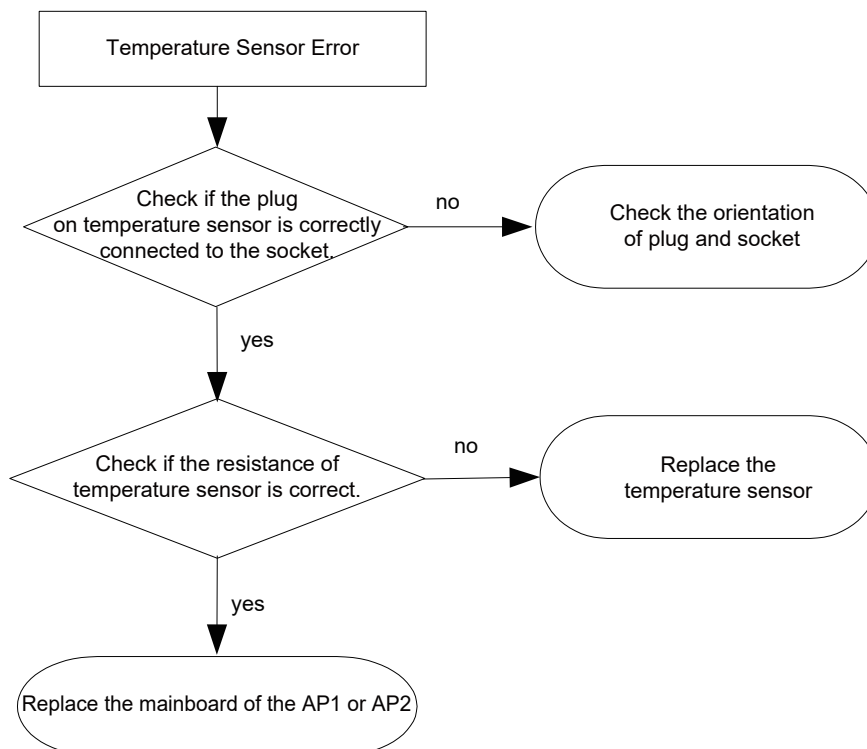 Temperature Sensor Error
Check if the plug
on temperature sensor is correctly
connected to the socket.
no
Check the orientation
of plug and socket
yes
Check if the resistance of
temperature sensor is correct.
no
Replace the
temperature sensor
yes
Replace the mainboard of the AP1 or AP2